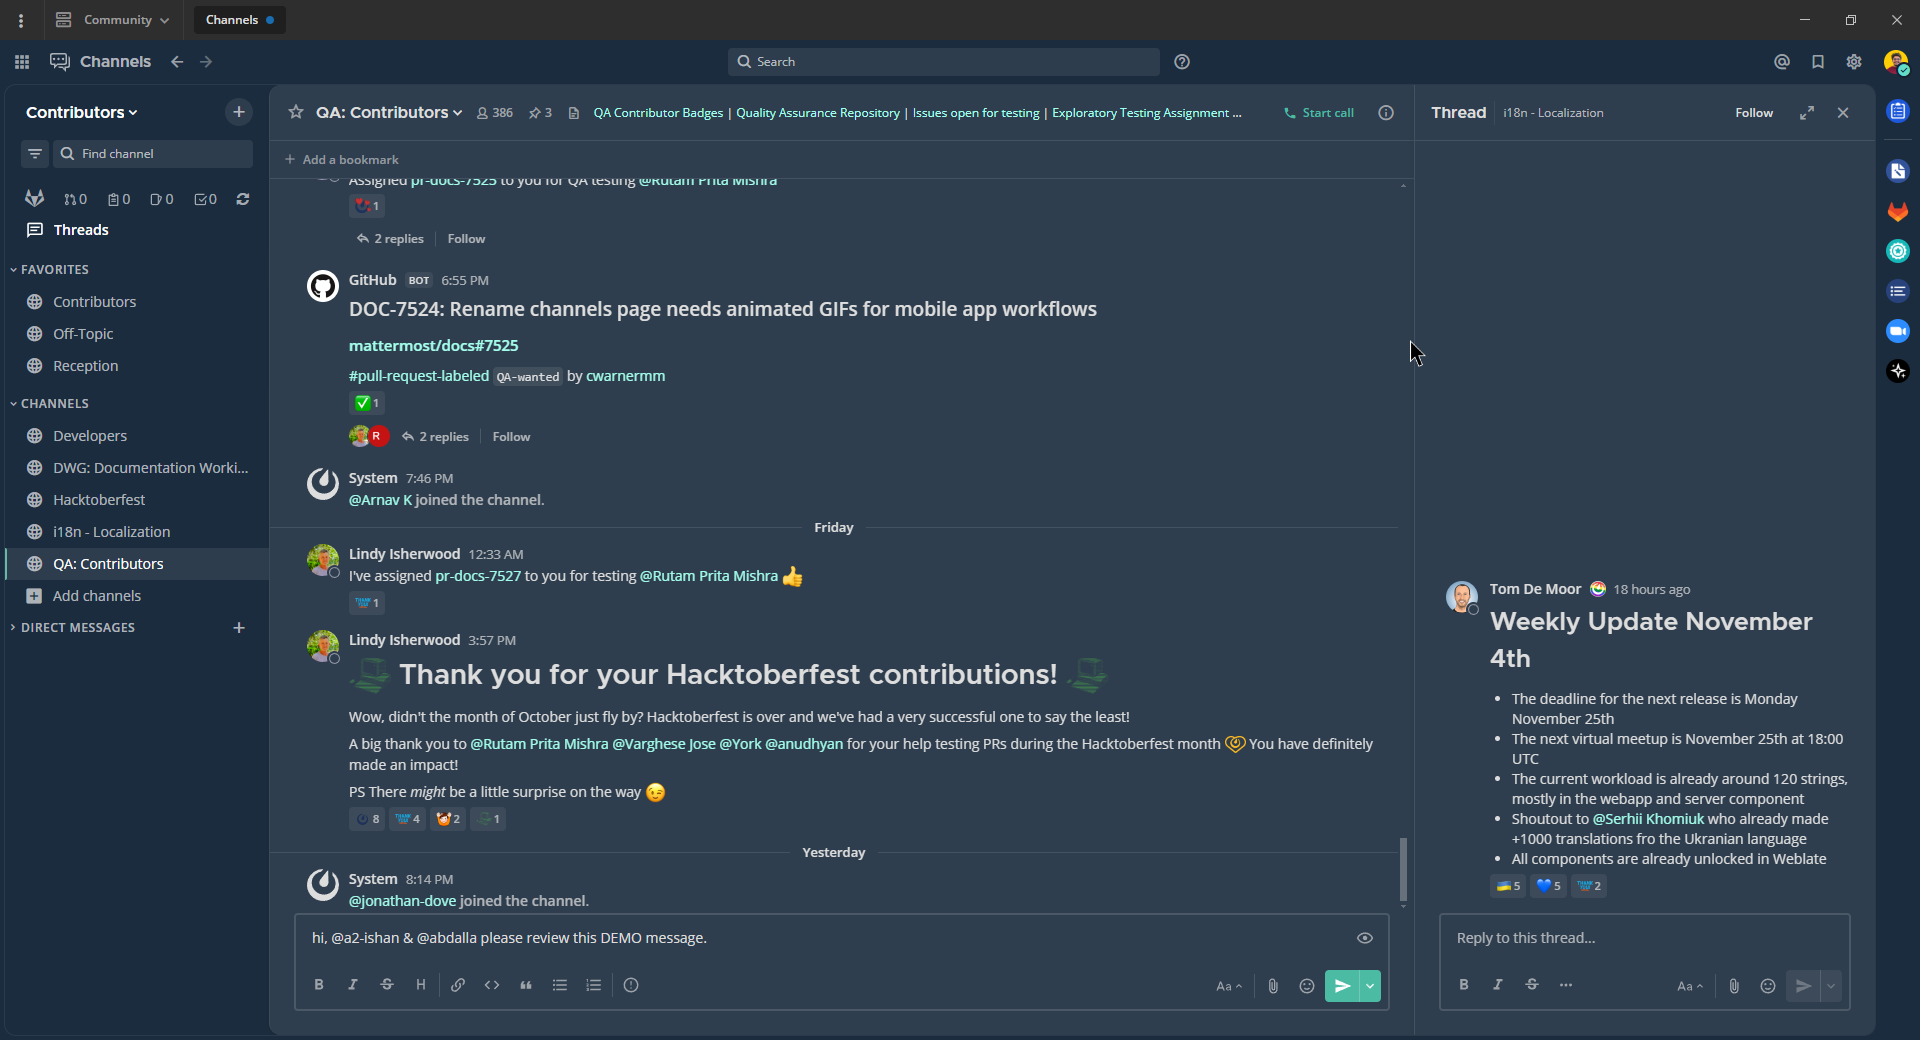 Community
Channels
Channels
Search
Contributors
Find channel
0 0 0 0
Threads
FAVORITES
Contributors
Off-Topic
Reception
CHANNELS
Developers
DWG: Documentation Worki...
Hacktoberfest
i18n - Localization
QA: Contributors
Add channels
DIRECT MESSAGES
QA: Contributors 386 3 QA Contributor Badges | Quality Assurance Repository | Issues open for testing | Exploratory Testing Assignment ... Start call
Add a bookmark
Assigned pr-docs-7525 to you for QA testing @Rutam Prita Mishra
1
2 replies Follow
GitHub BOT 6:55 PM
DOC-7524: Rename channels page needs animated GIFs for mobile app workflows
mattermost/docs#7525
#pull-request-labeled QA-wanted by cwarnermm
1
R 2 replies Follow
System 7:46 PM
@Arnav K joined the channel.
Friday
Lindy Isherwood 12:33 AM
I've assigned pr-docs-7527 to you for testing @Rutam Prita Mishra
1
Lindy Isherwood 3:57 PM
Thank you for your Hacktoberfest contributions!
Wow, didn't the month of October just fly by? Hacktoberfest is over and we've had a very successful one to say the least!
A big thank you to @Rutam Prita Mishra @Varghese Jose @York @anudhyan for your help testing PRs during the Hacktoberfest month You have definitely
made an impact!
PS There might be a little surprise on the way
8 4 2 1
Yesterday
System 8:14 PM
@jonathan-dove joined the channel.
hi, @a2-ishan & @abdalla please review this DEMO message.
B I S H Aa
Thread i18n - Localization Follow
Tom De Moor 18 hours ago
Weekly Update November
4th
• The deadline for the next release is Monday
November 25th
• The next virtual meetup is November 25th at 18:00
UTC
• The current workload is already around 120 strings,
mostly in the webapp and server component
• Shoutout to @Serhii Khomiuk who already made
+1000 translations fro the Ukranian language
• All components are already unlocked in Weblate
5 5 2
Reply to this thread...
B I S Aa